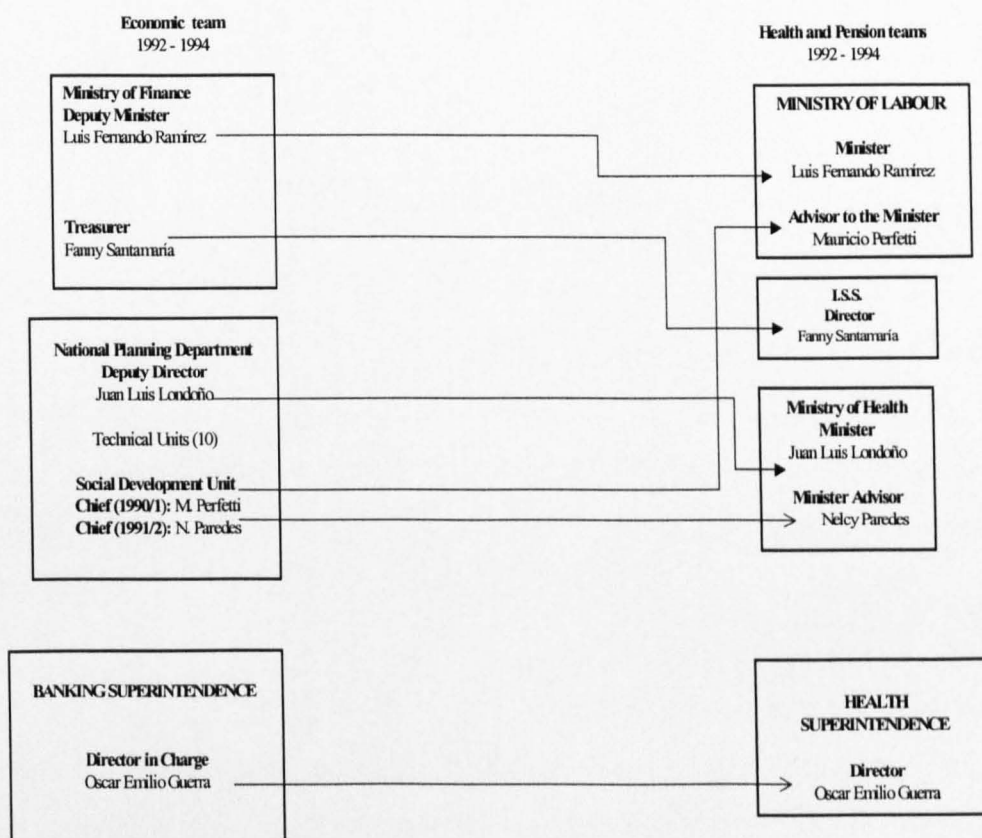 Economic team
1992 - 1994
Ministry of Finance
Deputy Minister
Luis Fernando Ramírez
Treasurer
Fanny Santamaría
National Planning Department
Deputy Director
Juan Luis Londoño
Technical Units (10)
Social Development Unit
Chief (1990/1): M. Perfetti
Chief (1991/2): N. Paredes
BANKING SUPERINTENDENCE
Director in Charge
Oscar Emilio Guerra
Health and Pension teams
1992 - 1994
MINISTRY OF LABOUR
Minister
Luis Fernando Ramírez
Advisor to the Minister
Mauricio Perfetti
I.S.S.
Director
Fanny Santamaría
Ministry of Health
Minister
Juan Luis Londoño
Minister Advisor
Nelcy Paredes
HEALTH
SUPERINTENDENCE
Director
Oscar Emilio Guerra